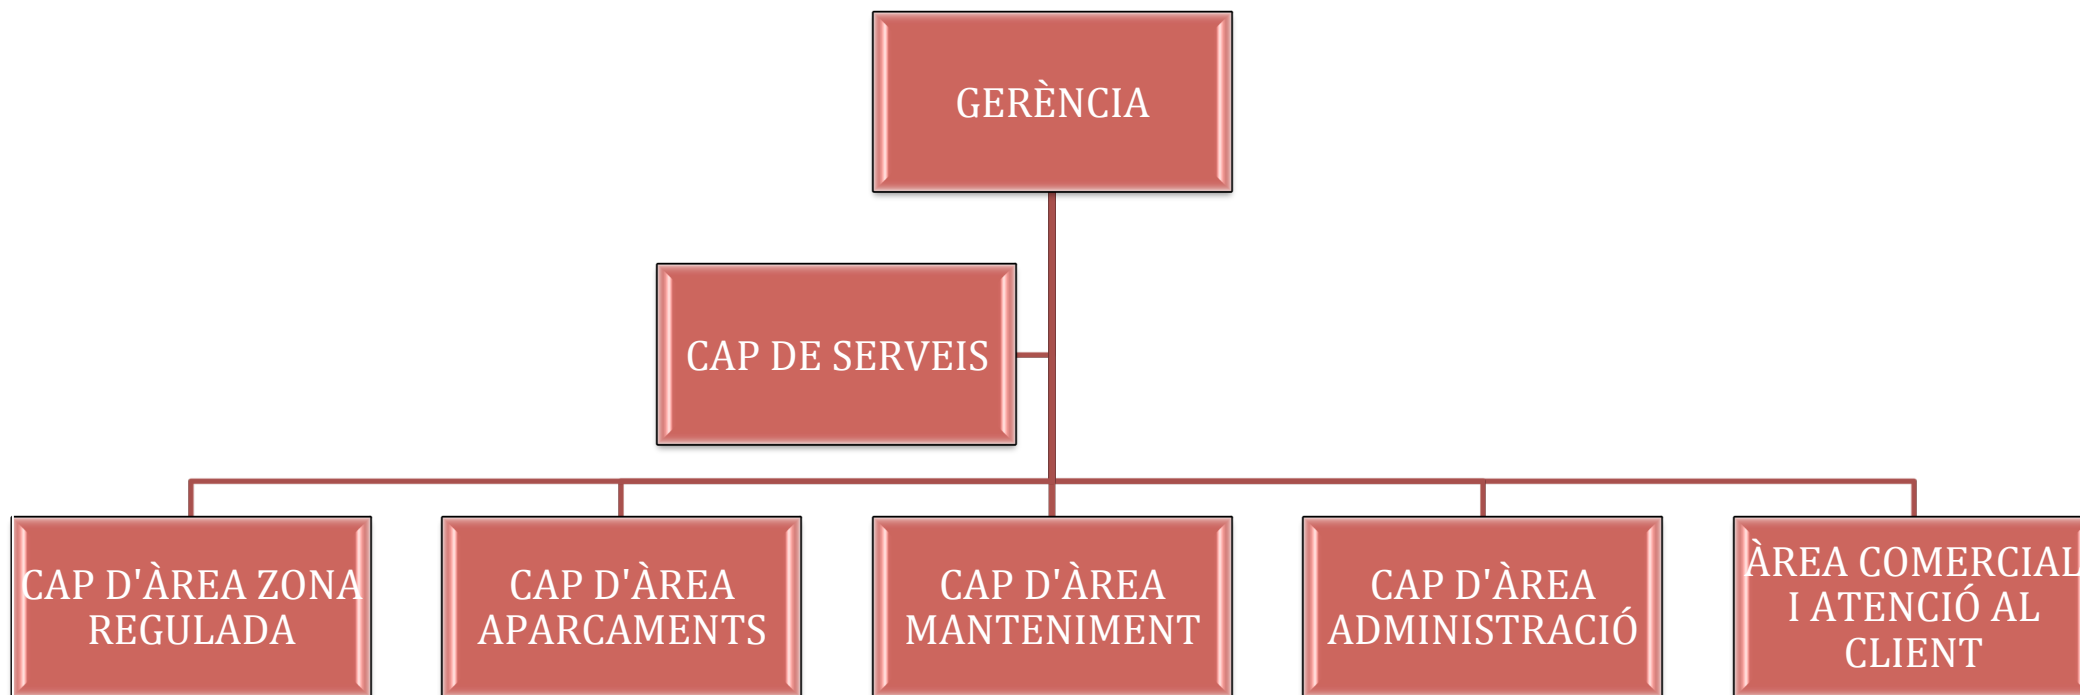 GERÈNCIA
CAP DE SERVEIS
CAP D'ÀREA ZONA
REGULADA
CAP D'ÀREA
APARCAMENTS
CAP D'ÀREA
MANTENIMENT
CAP D'ÀREA
ADMINISTRACIÓ
ÀREA COMERCIAL
I ATENCIÓ AL
CLIENT